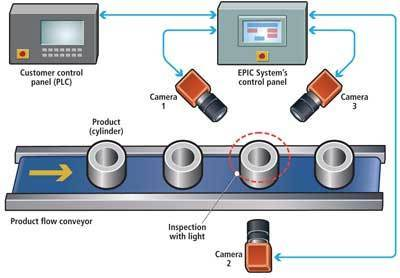 Customer control
panel (PLC)
EPIC System's
control panel
Camera
1
Camera
3
Product
(cylinder)
Product flow conveyor
Inspection
with light
Camera
2